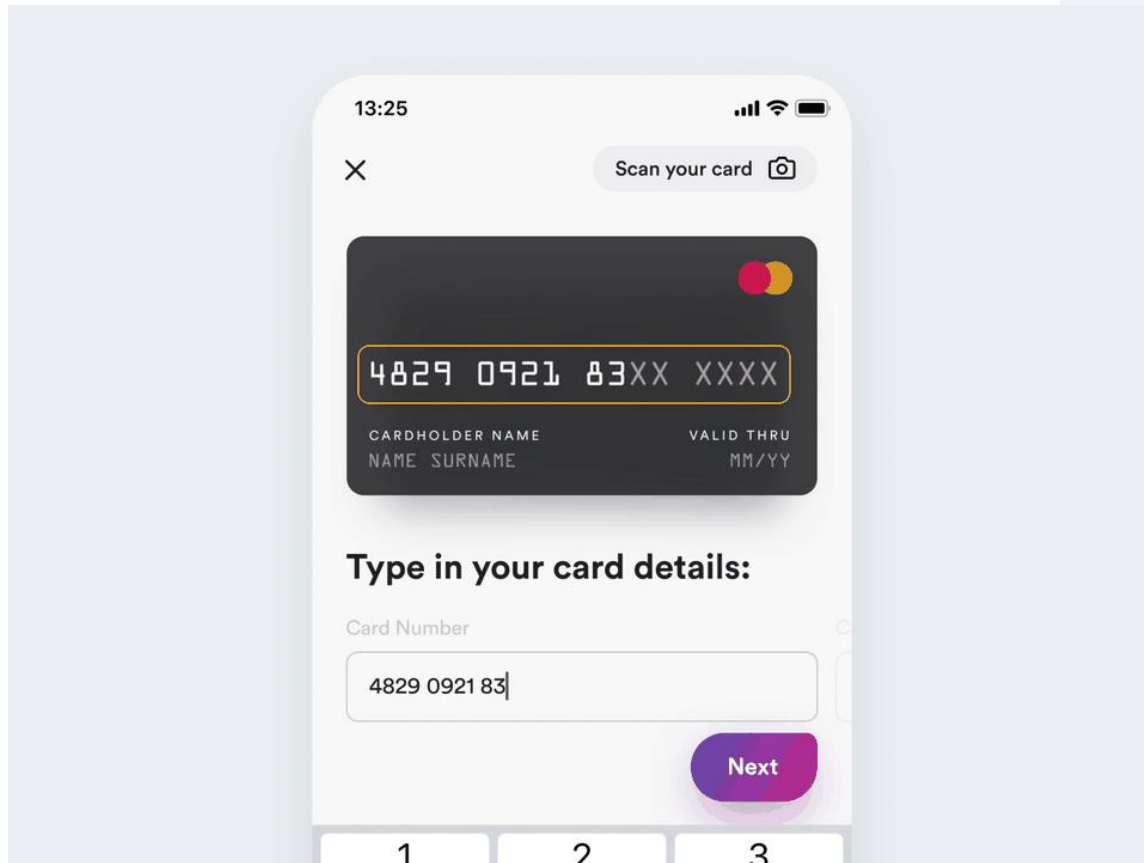 13:25
Scan your card
4829 0921 83XX XXXX
CARDHOLDER NAME VALID THRU
NAME SURNAME MM/YY
Type in your card details:
Card Number C
4829 0921 83
Next
1 2 3